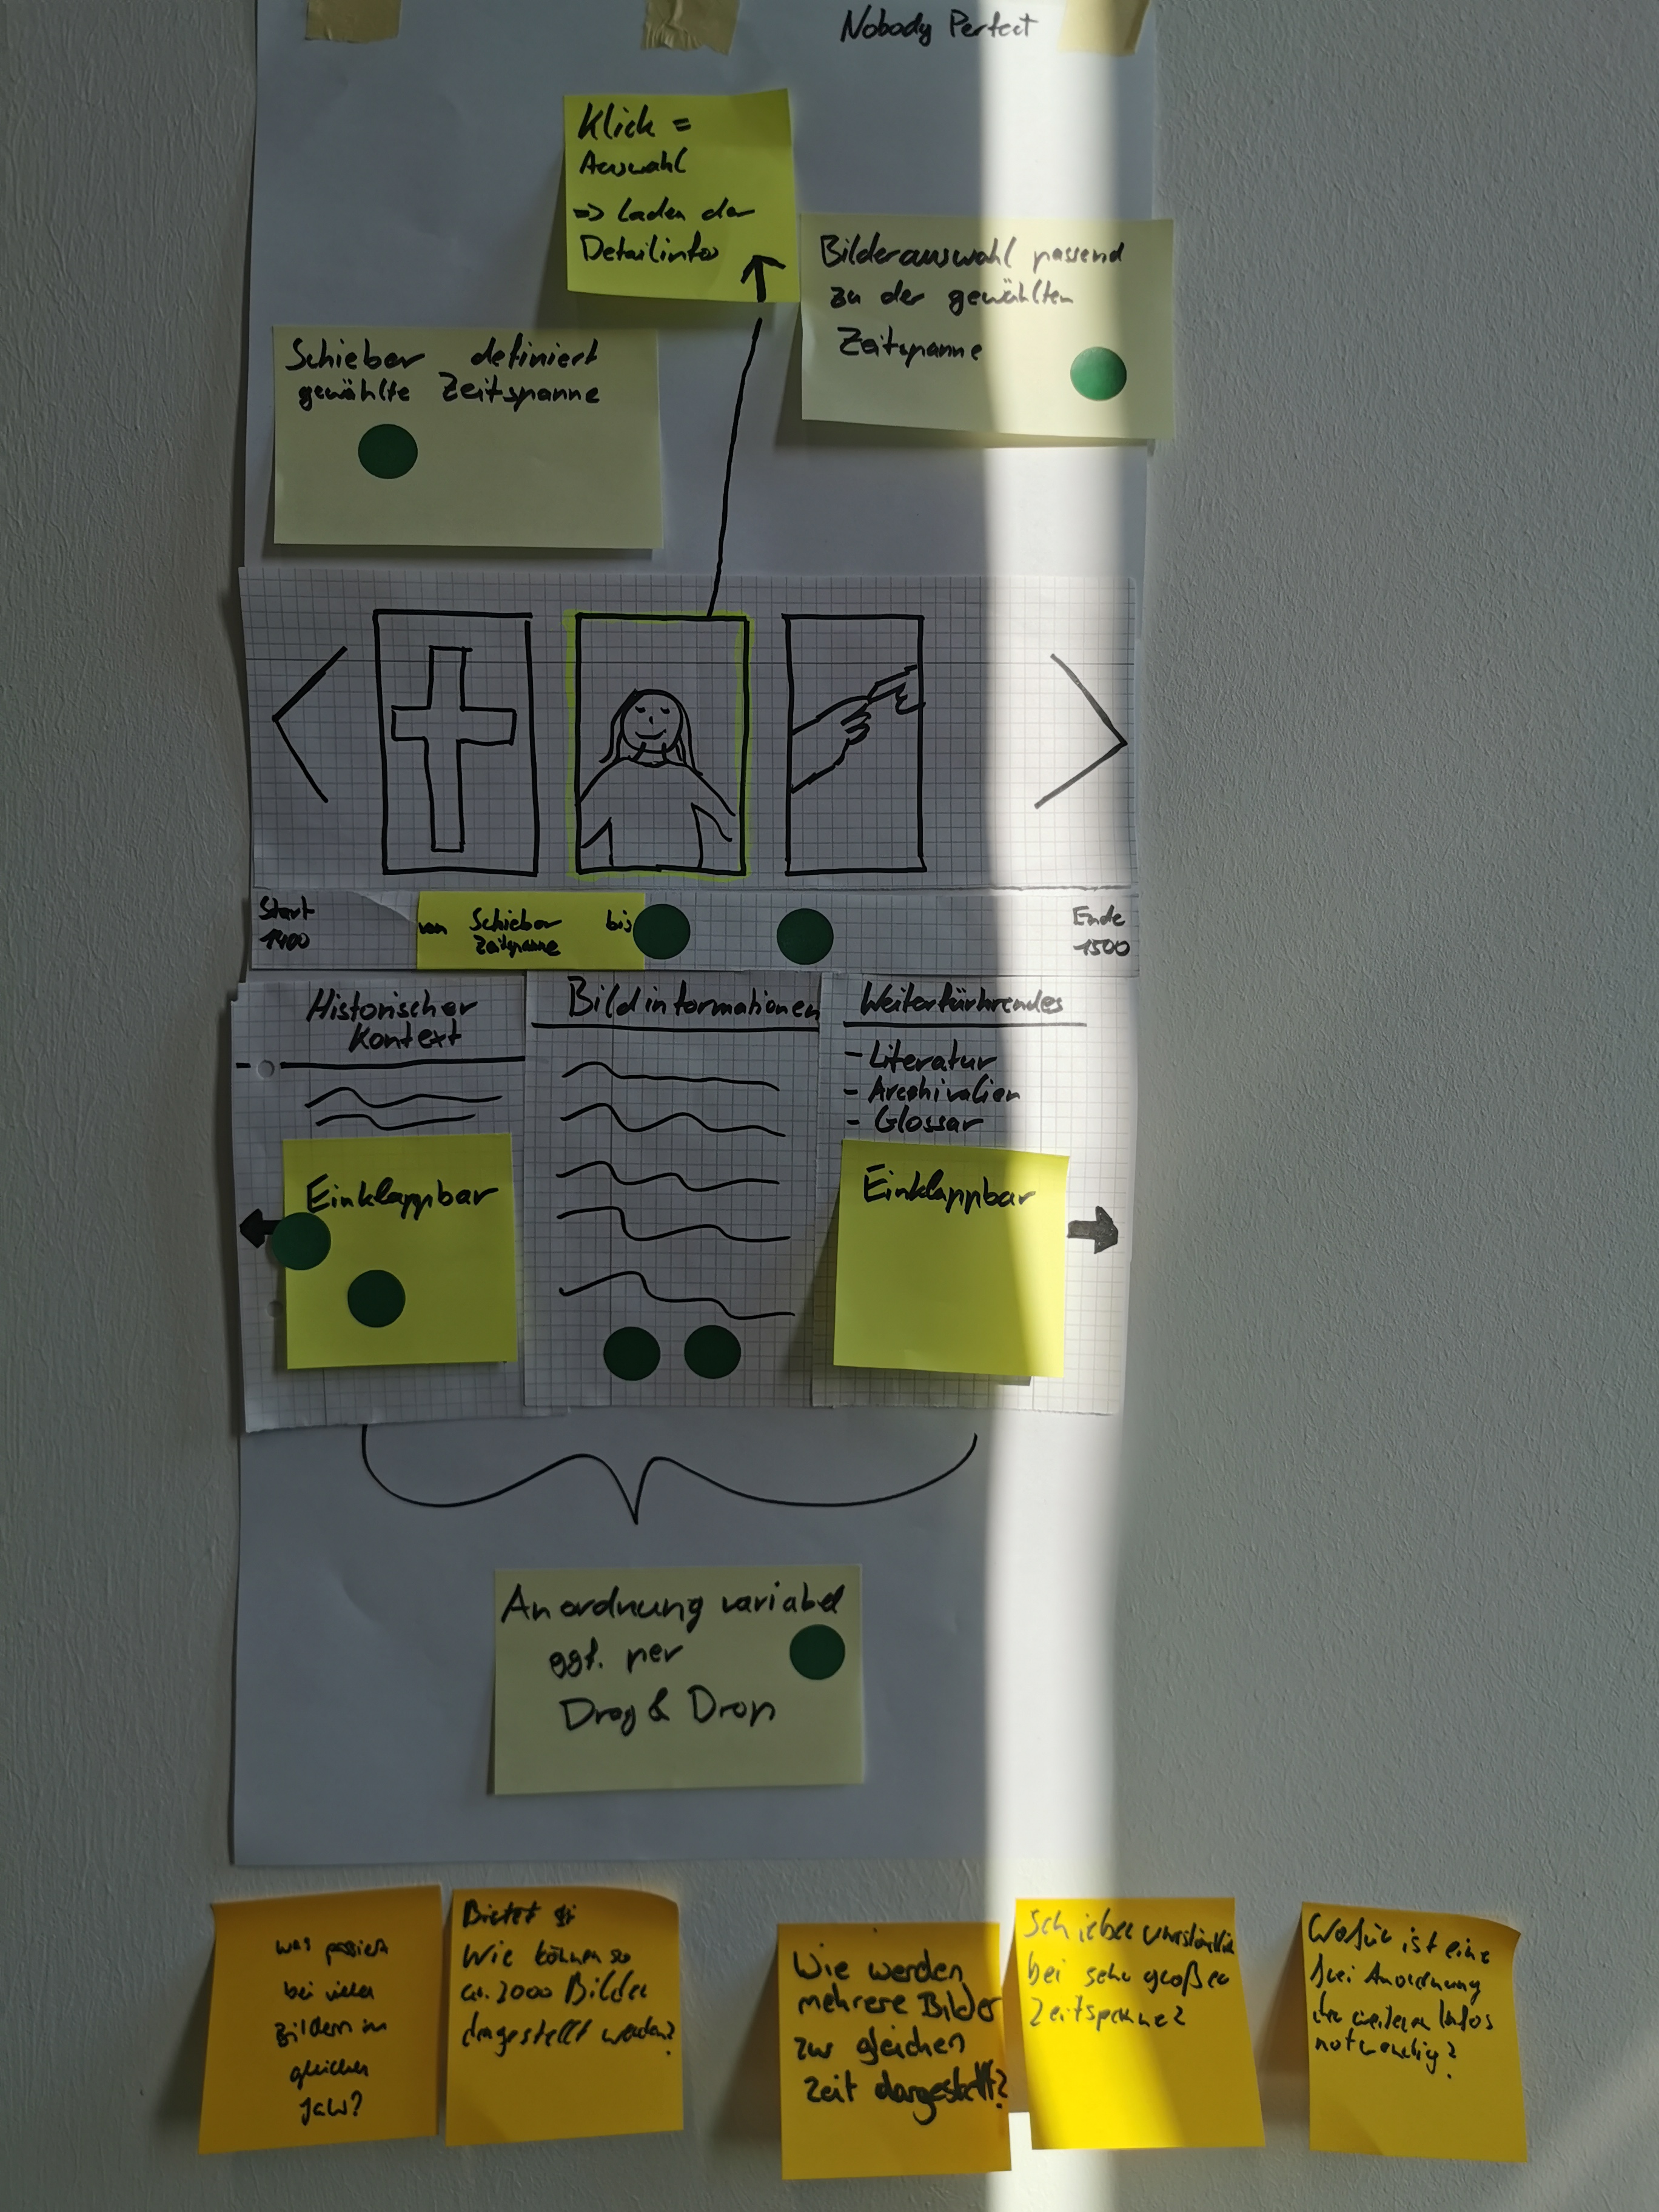 Nobody Perfect
Klick =
Auswahl
=> Laden der
Detailinfos
Bilderauswahl passend
zu der gewählten
Zeitspanne
Schieber definiert
gewählte Zeitspanne
Start
1400
von Schieber bis
Zeitspanne
Ende
1500
Historischer
Kontext
Einklappbar
Bildinformationen
Weiterführendes
- Literatur
- Archivalien
- Glossar
Einklappbar
Anordnung variabel
ggf. per
Drag & Drop
was passiert
bei vielen
Bildern im
gleichen
Jahr?
Bietet
Wie können so
ca. 2000 Bilder
dargestellt werden?
Wie werden
mehrere Bilder
zur gleichen
Zeit dargestellt?
Schieber umständlich
bei sehr großer
Zeitspanne?
Wofür ist eine
frei Anordnung
der weiteren Infos
notwendig?